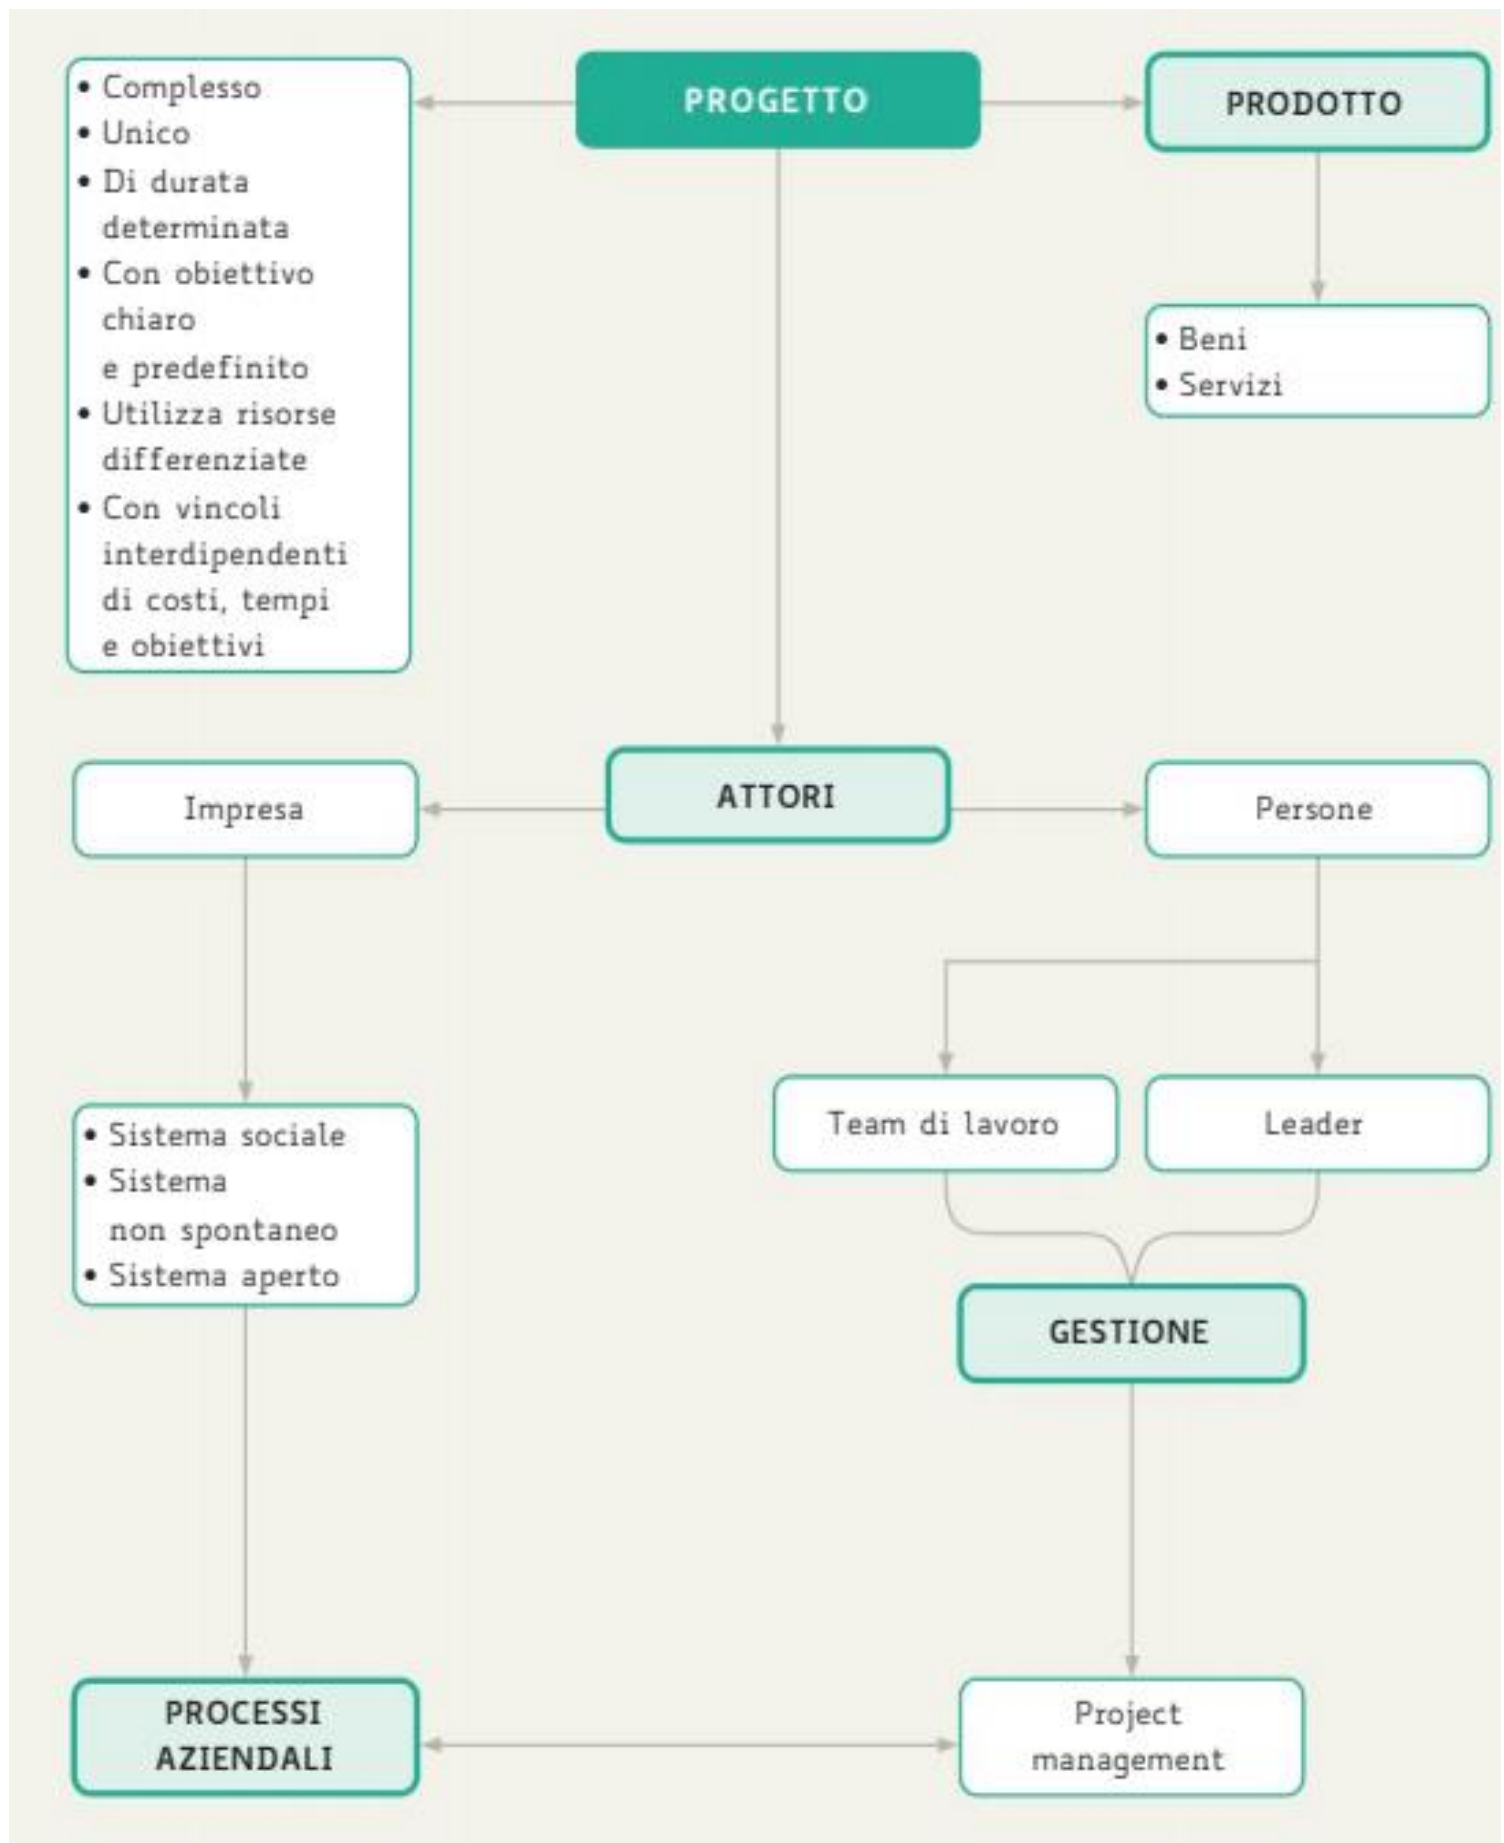 • Complesso
• Unico
• Di durata
determinata
• Con obiettivo
chiaro
e predefinito
• Utilizza risorse
differenziate
• Con vincoli
interdipendenti
di costi, tempi
e obiettivi
PROGETTO
PRODOTTO
• Beni
• Servizi
ATTORI
Impresa
Persone
Team di lavoro
Leader
• Sistema sociale
• Sistema
non spontaneo
• Sistema aperto
GESTIONE
PROCESSI
AZIENDALI
Project
management